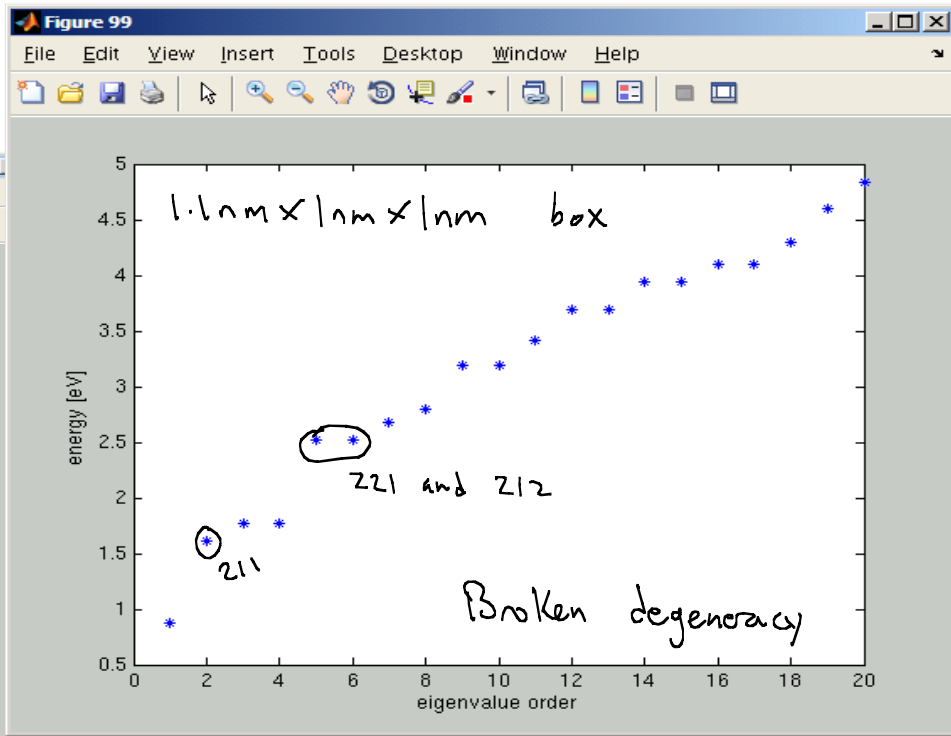 Figure 99
File Edit View Insert Tools Desktop Window Help
1.1nm x 1nm x 1nm box
221 and 212
211
Broken degeneracy
energy [eV]
5
4.5
4
3.5
3
2.5
2
1.5
1
0.5
0 2 4 6 8 10 12 14 16 18 20
eigenvalue order